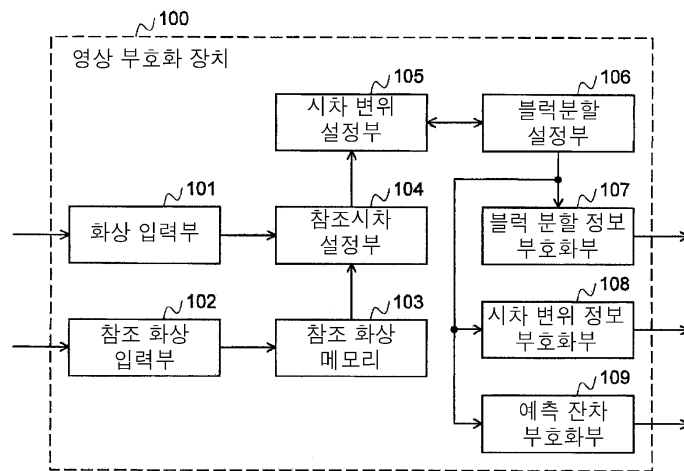 100
영상 부호화 장치
105
시차 변위
설정부
106
블럭분할
설정부
101
화상 입력부
104
참조시차
설정부
107
블럭 분할 정보
부호화부
102
참조 화상
입력부
103
참조 화상
메모리
108
시차 변위 정보
부호화부
109
예측 잔차
부호화부